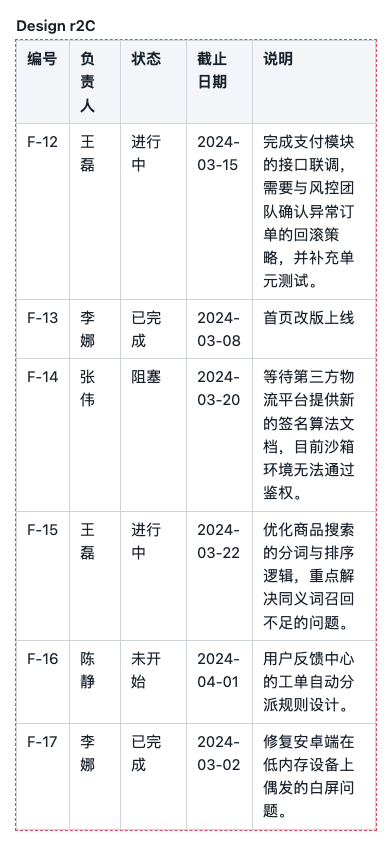 Design r2C
编号 负责人 状态 截止日期 说明
F-12 王磊 进行中 2024-03-15 完成支付模块的接口联调，需要与风控团队确认异常订单的回滚策略，并补充单元测试。
F-13 李娜 已完成 2024-03-08 首页改版上线
F-14 张伟 阻塞 2024-03-20 等待第三方物流平台提供新的签名算法文档，目前沙箱环境无法通过鉴权。
F-15 王磊 进行中 2024-03-22 优化商品搜索的分词与排序逻辑，重点解决同义词召回不足的问题。
F-16 陈静 未开始 2024-04-01 用户反馈中心的工单自动分派规则设计。
F-17 李娜 已完成 2024-03-02 修复安卓端在低内存设备上偶发的白屏问题。